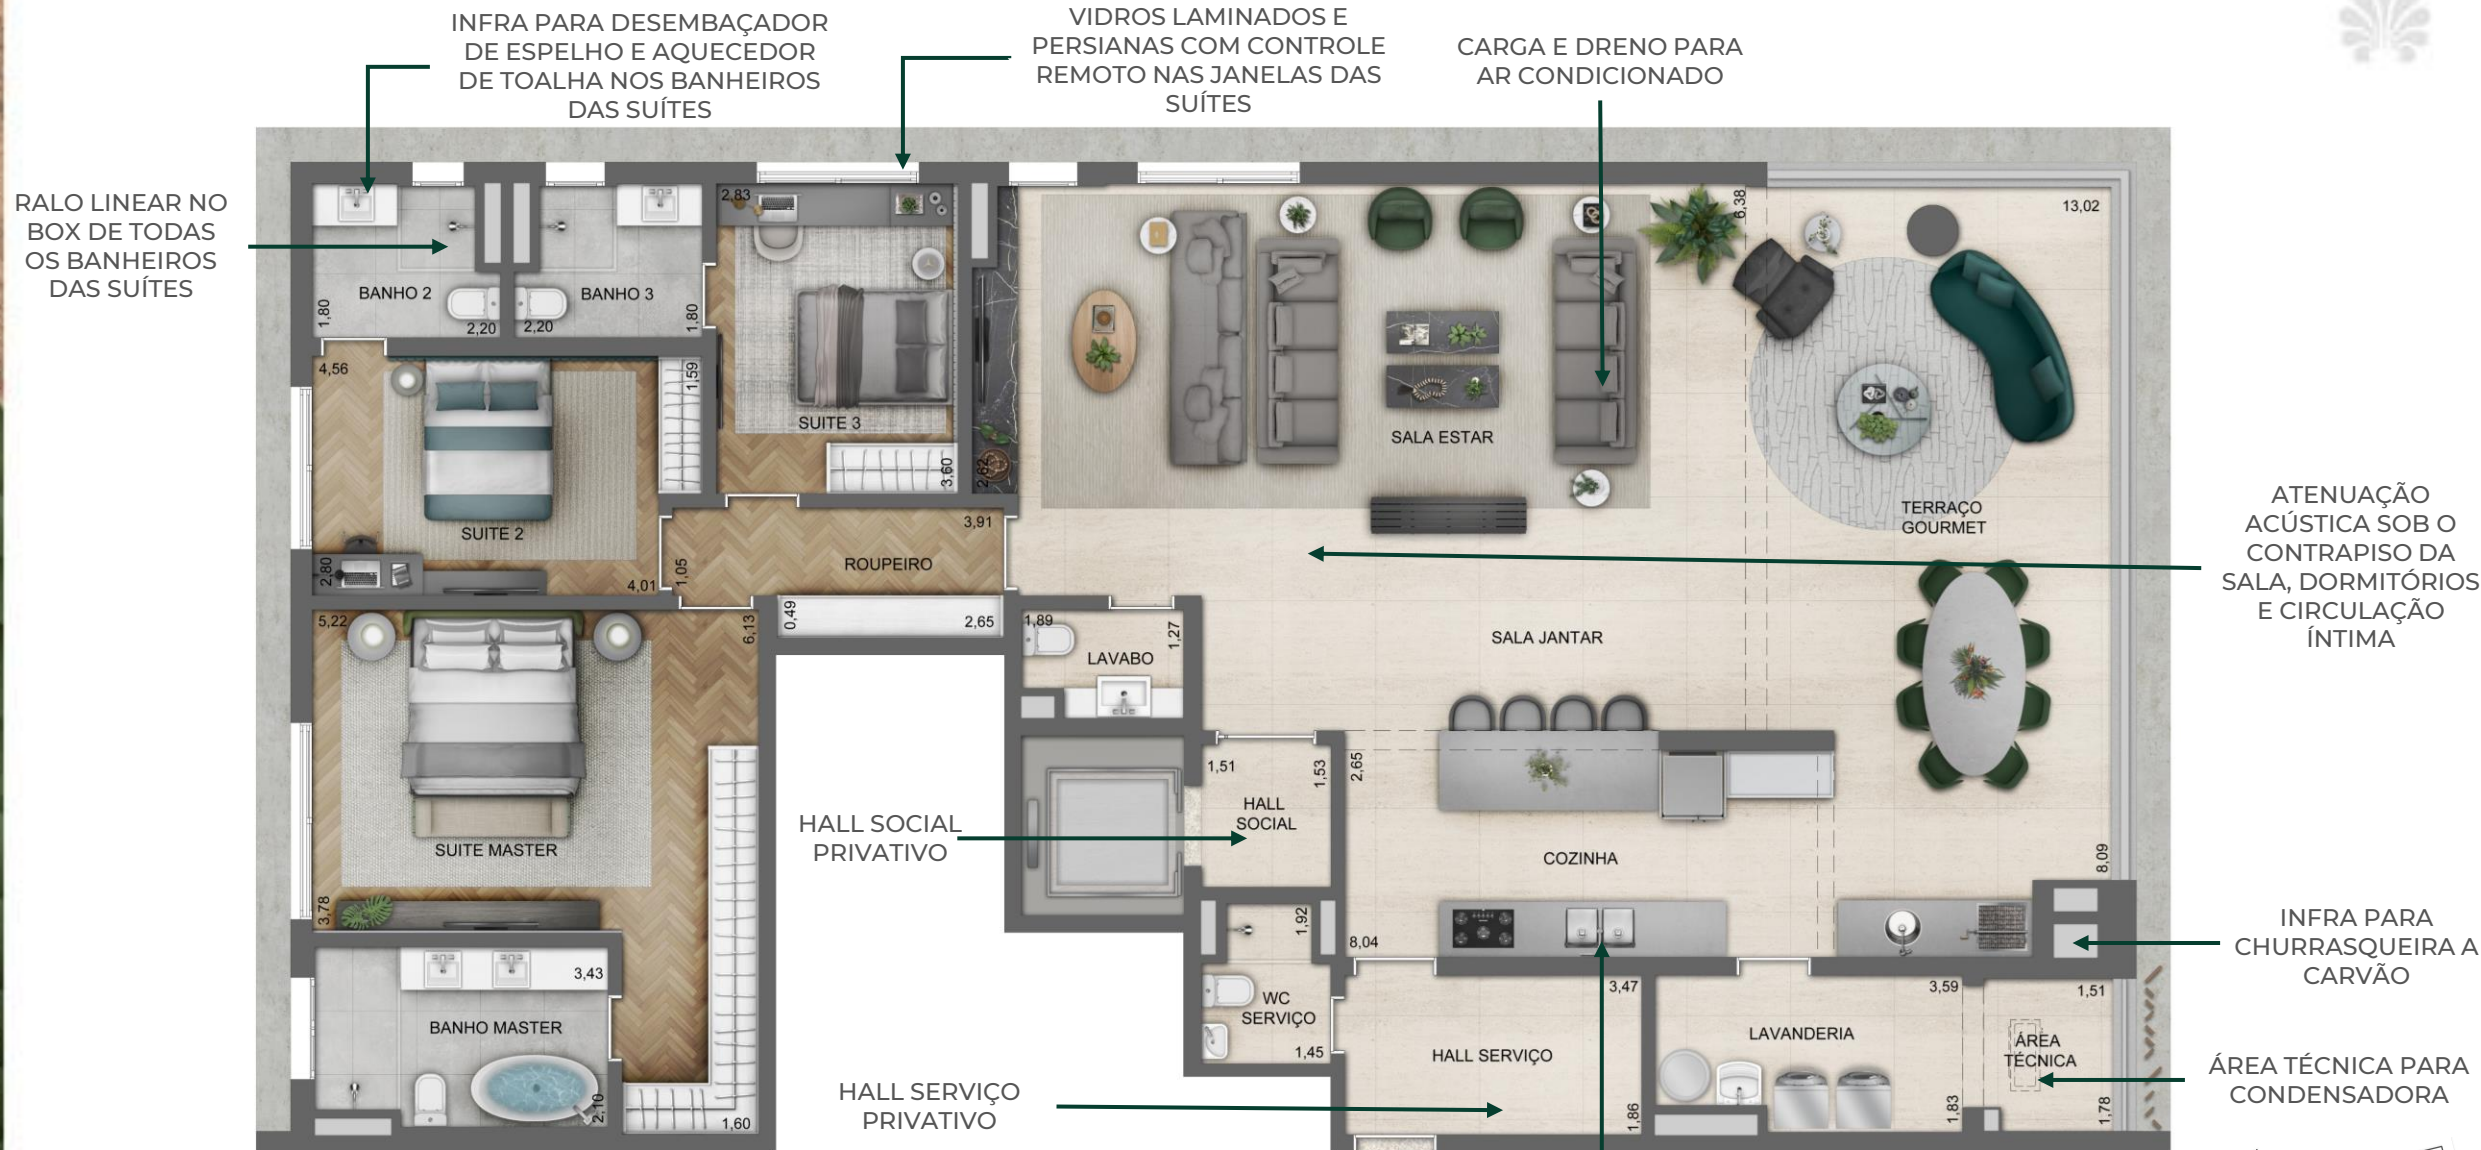 INFRA PARA DESEMBAÇADOR
DE ESPELHO E AQUECEDOR
DE TOALHA NOS BANHEIROS
DAS SUÍTES
VIDROS LAMINADOS E
PERSIANAS COM CONTROLE
REMOTO NAS JANELAS DAS
SUÍTES
CARGA E DRENO PARA
AR CONDICIONADO
RALO LINEAR NO
BOX DE TODAS
OS BANHEIROS
DAS SUÍTES
BANHO 2
1,80
2,20
BANHO 3
2,20
1,80
2,83
SUITE 3
3,60
2,62
SALA ESTAR
6,38
13,02
TERRAÇO
GOURMET
4,56
1,59
SUITE 2
2,80
4,01
1,05
3,91
ROUPEIRO
0,49
2,65
ATENUAÇÃO
ACÚSTICA SOB O
CONTRAPISO DA
SALA, DORMITÓRIOS
E CIRCULAÇÃO
ÍNTIMA
5,22
6,13
SUITE MASTER
3,78
1,89
1,27
LAVABO
SALA JANTAR
1,51
1,53
HALL
SOCIAL
HALL SOCIAL
PRIVATIVO
2,65
COZINHA
8,04
8,09
INFRA PARA
CHURRASQUEIRA A
CARVÃO
3,43
BANHO MASTER
2,10
1,60
1,92
WC
SERVIÇO
1,45
3,47
HALL SERVIÇO
1,86
HALL SERVIÇO
PRIVATIVO
3,59
LAVANDERIA
1,83
1,51
ÁREA
TÉCNICA
1,78
ÁREA TÉCNICA PARA
CONDENSADORA